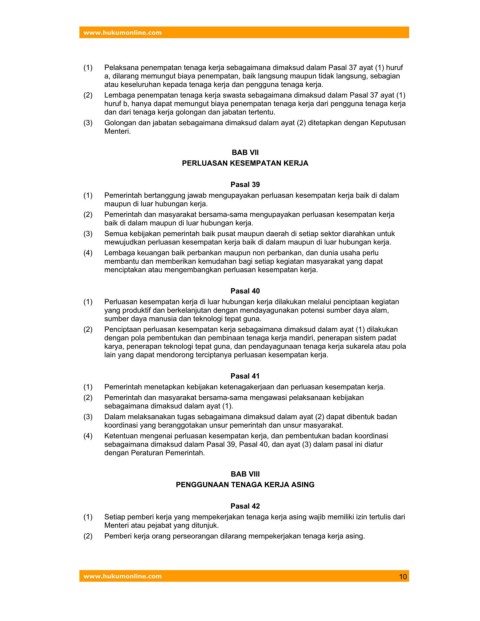 www.hukumonline.com
(1) Pelaksana penempatan tenaga kerja sebagaimana dimaksud dalam Pasal 37 ayat (1) huruf
a, dilarang memungut biaya penempatan, baik langsung maupun tidak langsung, sebagian
atau keseluruhan kepada tenaga kerja dan pengguna tenaga kerja.
(2) Lembaga penempatan tenaga kerja swasta sebagaimana dimaksud dalam Pasal 37 ayat (1)
huruf b, hanya dapat memungut biaya penempatan tenaga kerja dari pengguna tenaga kerja
dan dari tenaga kerja golongan dan jabatan tertentu.
(3) Golongan dan jabatan sebagaimana dimaksud dalam ayat (2) ditetapkan dengan Keputusan
Menteri.
BAB VII
PERLUASAN KESEMPATAN KERJA
Pasal 39
(1) Pemerintah bertanggung jawab mengupayakan perluasan kesempatan kerja baik di dalam
maupun di luar hubungan kerja.
(2) Pemerintah dan masyarakat bersama-sama mengupayakan perluasan kesempatan kerja
baik di dalam maupun di luar hubungan kerja.
(3) Semua kebijakan pemerintah baik pusat maupun daerah di setiap sektor diarahkan untuk
mewujudkan perluasan kesempatan kerja baik di dalam maupun di luar hubungan kerja.
(4) Lembaga keuangan baik perbankan maupun non perbankan, dan dunia usaha perlu
membantu dan memberikan kemudahan bagi setiap kegiatan masyarakat yang dapat
menciptakan atau mengembangkan perluasan kesempatan kerja.
Pasal 40
(1) Perluasan kesempatan kerja di luar hubungan kerja dilakukan melalui penciptaan kegiatan
yang produktif dan berkelanjutan dengan mendayagunakan potensi sumber daya alam,
sumber daya manusia dan teknologi tepat guna.
(2) Penciptaan perluasan kesempatan kerja sebagaimana dimaksud dalam ayat (1) dilakukan
dengan pola pembentukan dan pembinaan tenaga kerja mandiri, penerapan sistem padat
karya, penerapan teknologi tepat guna, dan pendayagunaan tenaga kerja sukarela atau pola
lain yang dapat mendorong terciptanya perluasan kesempatan kerja.
Pasal 41
(1) Pemerintah menetapkan kebijakan ketenagakerjaan dan perluasan kesempatan kerja.
(2) Pemerintah dan masyarakat bersama-sama mengawasi pelaksanaan kebijakan
sebagaimana dimaksud dalam ayat (1).
(3) Dalam melaksanakan tugas sebagaimana dimaksud dalam ayat (2) dapat dibentuk badan
koordinasi yang beranggotakan unsur pemerintah dan unsur masyarakat.
(4) Ketentuan mengenai perluasan kesempatan kerja, dan pembentukan badan koordinasi
sebagaimana dimaksud dalam Pasal 39, Pasal 40, dan ayat (3) dalam pasal ini diatur
dengan Peraturan Pemerintah.
BAB VIII
PENGGUNAAN TENAGA KERJA ASING
Pasal 42
(1) Setiap pemberi kerja yang mempekerjakan tenaga kerja asing wajib memiliki izin tertulis dari
Menteri atau pejabat yang ditunjuk.
(2) Pemberi kerja orang perseorangan dilarang mempekerjakan tenaga kerja asing.
www.hukumonline.com 10